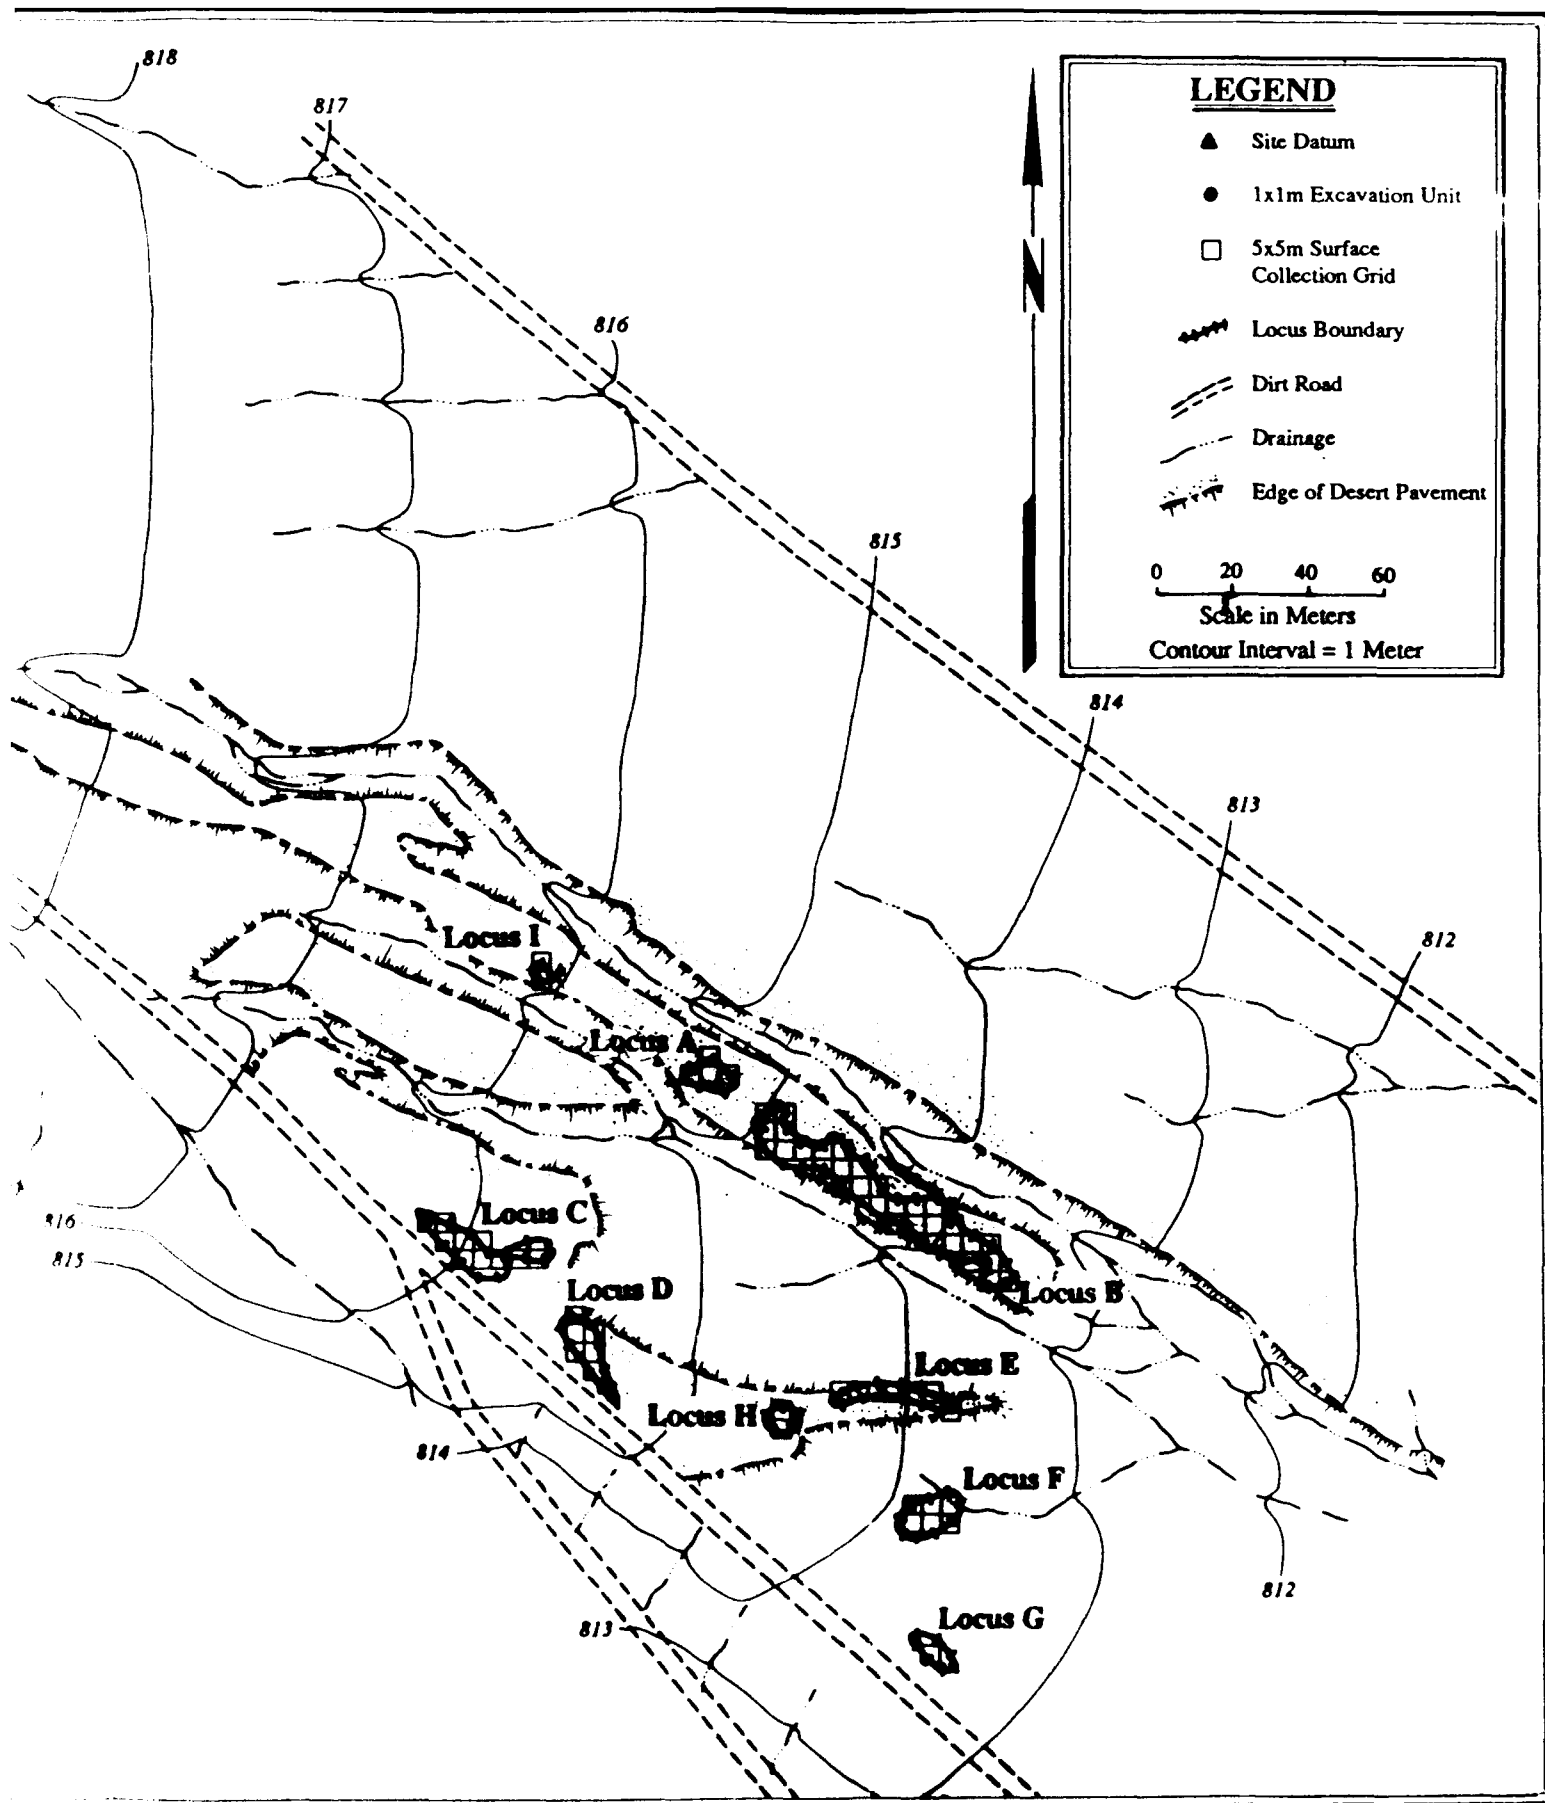 818
817
LEGEND
Site Datum
1x1m Excavation Unit
5x5m Surface
Collection Grid
Locus Boundary
Dirt Road
Drainage
Edge of Desert Pavement
0 20 40 60
Scale in Meters
Contour Interval = 1 Meter
N
816
815
814
813
812
Locus I
Locus A
Locus C
816
815
Locus D
Locus B
Locus E
Locus H
814
Locus F
812
Locus G
813